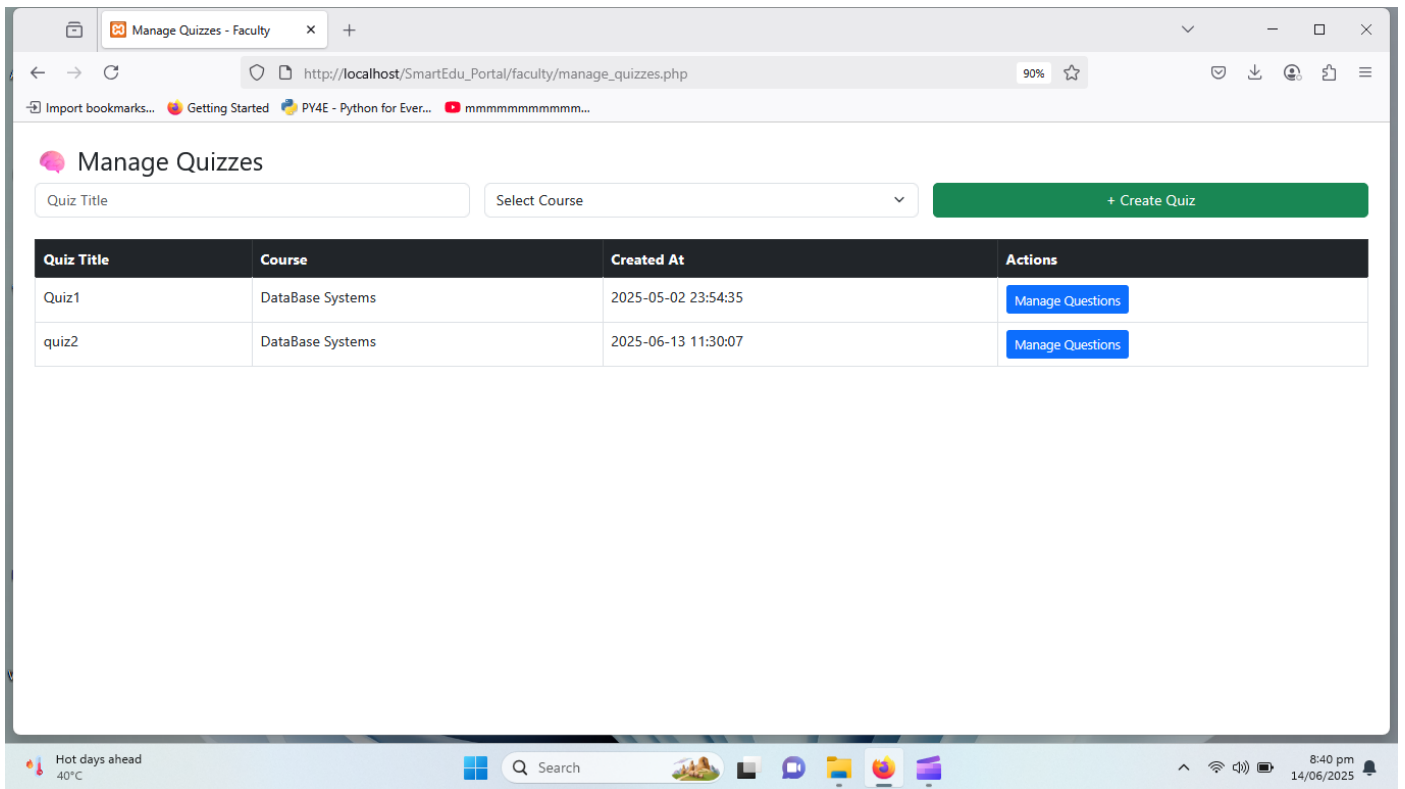 Manage Quizzes - Faculty
http://localhost/SmartEdu_Portal/faculty/manage_quizzes.php 90%
Import bookmarks... Getting Started PY4E - Python for Ever... mmmmmmmmmmm...
Manage Quizzes
Quiz Title Select Course + Create Quiz
Quiz Title Course Created At Actions
Quiz1 DataBase Systems 2025-05-02 23:54:35 Manage Questions
quiz2 DataBase Systems 2025-06-13 11:30:07 Manage Questions
Hot days ahead
40°C
Search
8:40 pm
14/06/2025